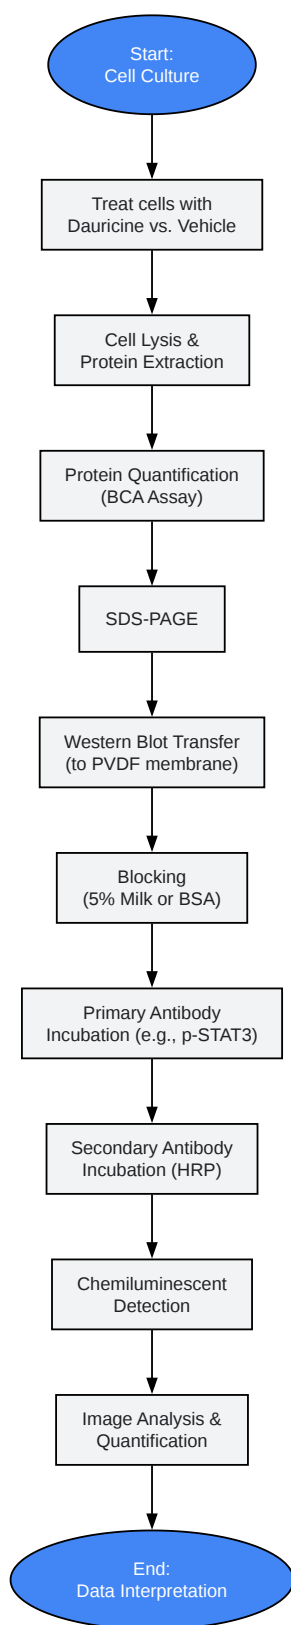 Start:
Cell Culture
Treat cells with
Dauricine vs. Vehicle
Cell Lysis &
Protein Extraction
Protein Quantification
(BCA Assay)
SDS-PAGE
Western Blot Transfer
(to PVDF membrane)
Blocking
(5% Milk or BSA)
Primary Antibody
Incubation (e.g., p-STAT3)
Secondary Antibody
Incubation (HRP)
Chemiluminescent
Detection
Image Analysis &
Quantification
End:
Data Interpretation